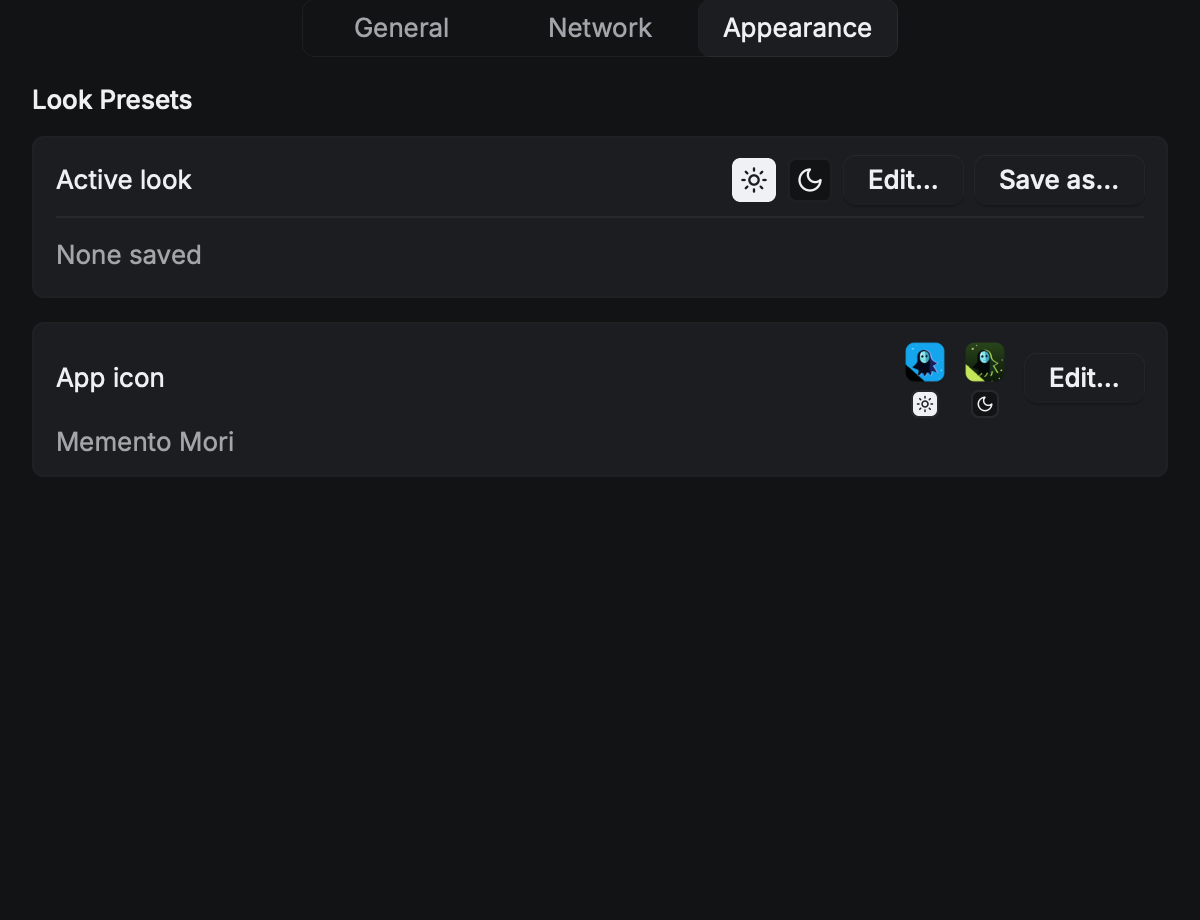 General
Network
Appearance
Look Presets
Active look
Edit...
Save as...
None saved
App icon
Edit...
Memento Mori